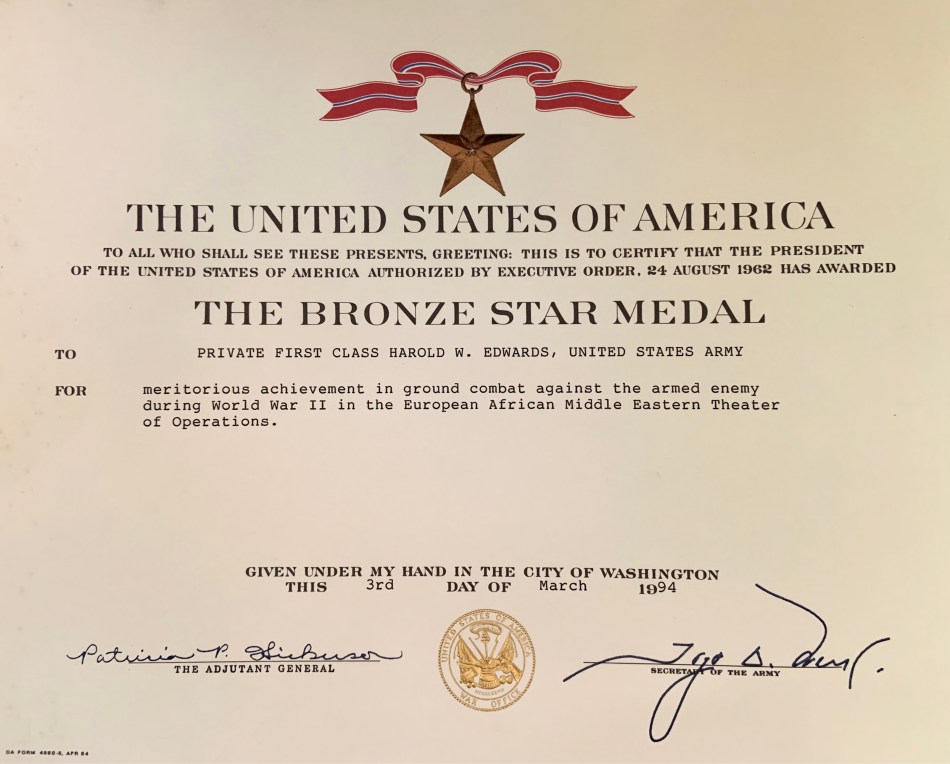 THE UNITED STATES OF AMERICA
TO ALL WHO SHALL SEE THESE PRESENTS, GREETING: THIS IS TO CERTIFY THAT THE PRESIDENT
OF THE UNITED STATES OF AMERICA AUTHORIZED BY EXECUTIVE ORDER, 24 AUGUST 1962 HAS AWARDED
THE BRONZE STAR MEDAL
TO PRIVATE FIRST CLASS HAROLD W. EDWARDS, UNITED STATES ARMY
FOR meritorious achievement in ground combat against the armed enemy
during World War II in the European African Middle Eastern Theater
of Operations.
GIVEN UNDER MY HAND IN THE CITY OF WASHINGTON
THIS 3rd DAY OF March 1994
Patricia P. Hickerson
THE ADJUTANT GENERAL
UNITED STATES OF AMERICA
WAR OFFICE
SECRETARY OF THE ARMY
DA FORM 4980-5, APR 84